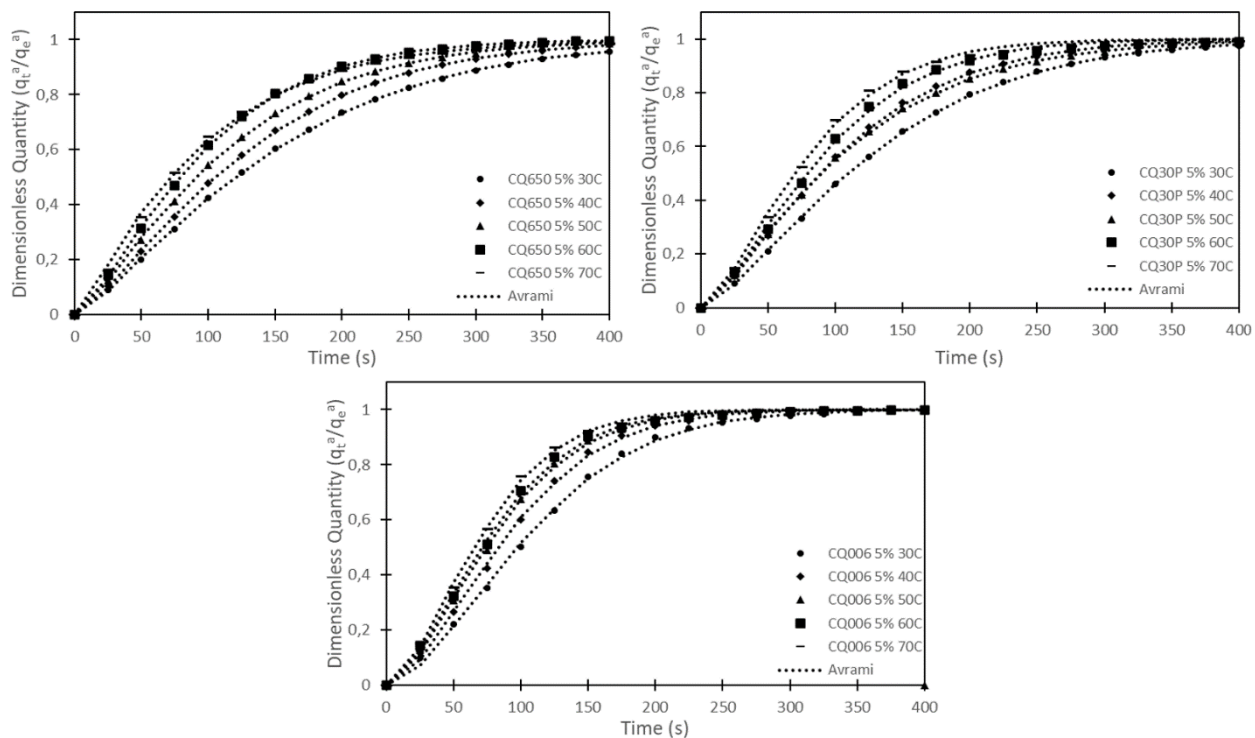 Dimensionless Quantity (qtᵃ/qeᵃ)
1
0,8
0,6
0,4
0,2
0
CQ650 5% 30C
CQ650 5% 40C
CQ650 5% 50C
CQ650 5% 60C
CQ650 5% 70C
Avrami
0 50 100 150 200 250 300 350 400
Time (s)
Dimensionless Quantity (qtᵃ/qeᵃ)
1
0,8
0,6
0,4
0,2
0
CQ30P 5% 30C
CQ30P 5% 40C
CQ30P 5% 50C
CQ30P 5% 60C
CQ30P 5% 70C
Avrami
0 50 100 150 200 250 300 350 400
Time (s)
Dimensionless Quantity (qtᵃ/qeᵃ)
1
0,8
0,6
0,4
0,2
0
CQ006 5% 30C
CQ006 5% 40C
CQ006 5% 50C
CQ006 5% 60C
CQ006 5% 70C
Avrami
0 50 100 150 200 250 300 350 400
Time (s)